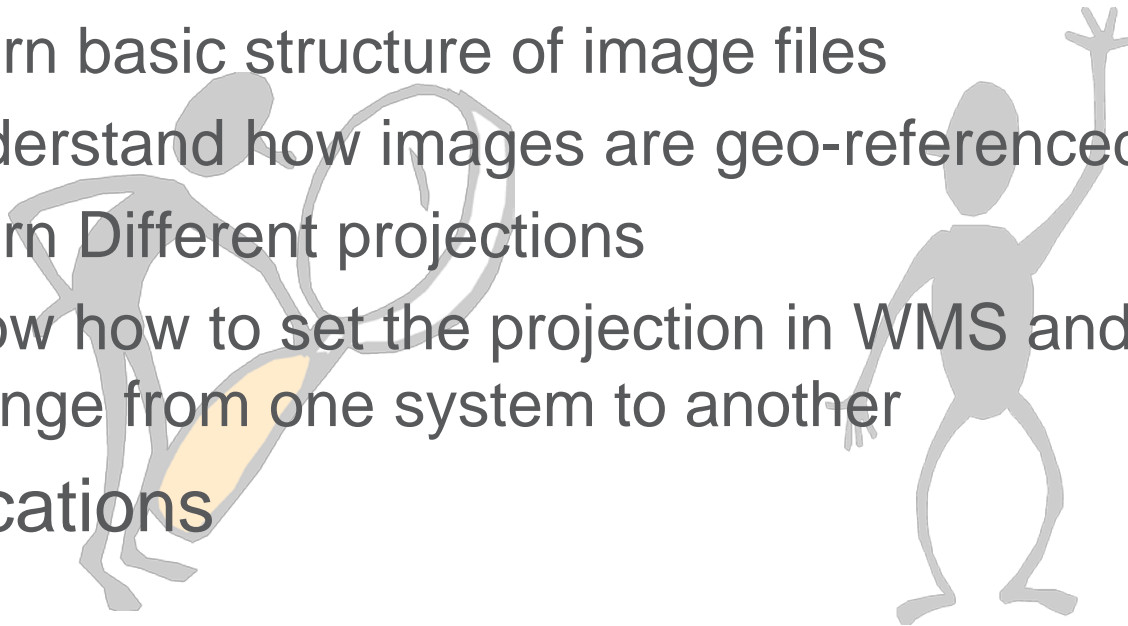 rn basic structure of image files
derstand how images are geo-referenced
rn Different projections
ow how to set the projection in WMS and
nge from one system to another
cations